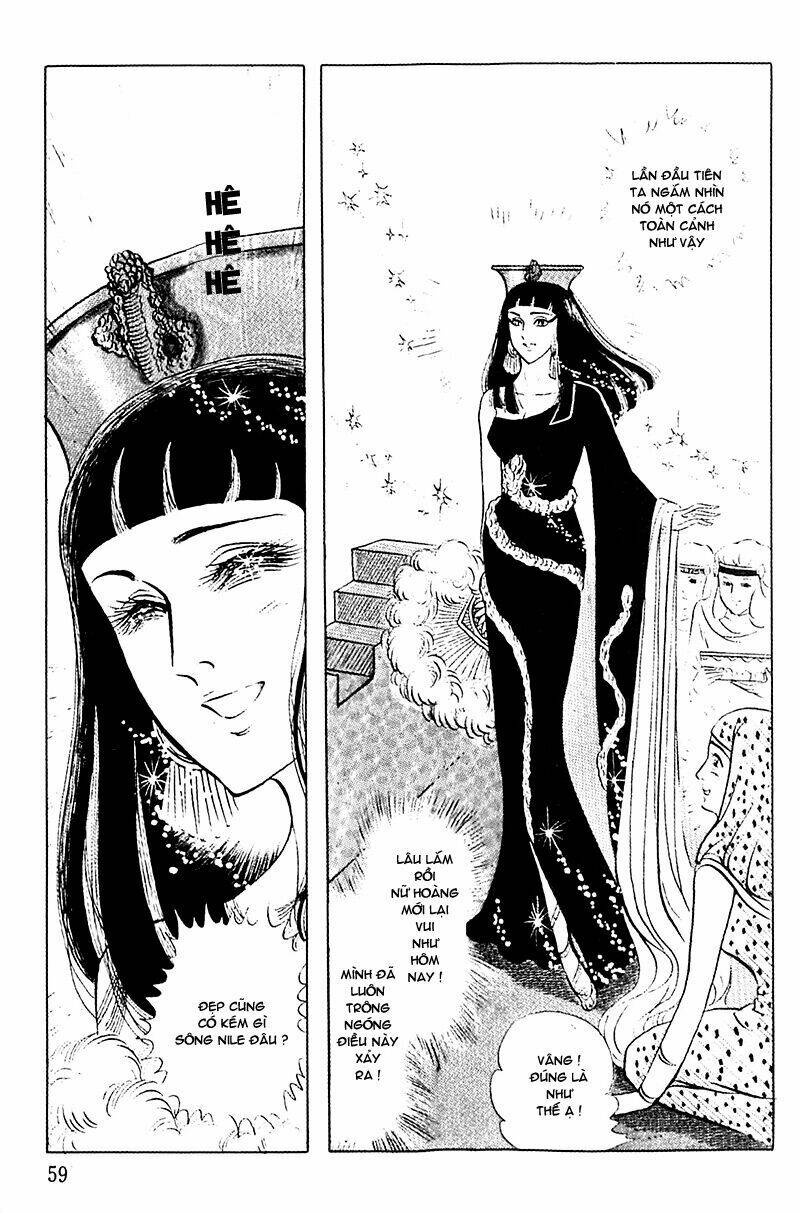 LẦN ĐẦU TIÊN
TA NGẮM NHÌN
NÓ MỘT CÁCH
TOÀN CẢNH
NHƯ VẬY
LÂU LẮM
RỒI
NỮ HOÀNG
MỚI LẠI
VUI
NHƯ
HÔM
NAY !
MÌNH ĐÃ
LUÔN
TRÔNG
NGÓNG
ĐIỀU NÀY
XẢY
RA !
VÂNG !
ĐÚNG LÀ
NHƯ
THẾ Ạ !
HÊ
HÊ
HÊ
ĐẸP CŨNG
CÓ KÉM GÌ
SÔNG NILE ĐÂU ?
59